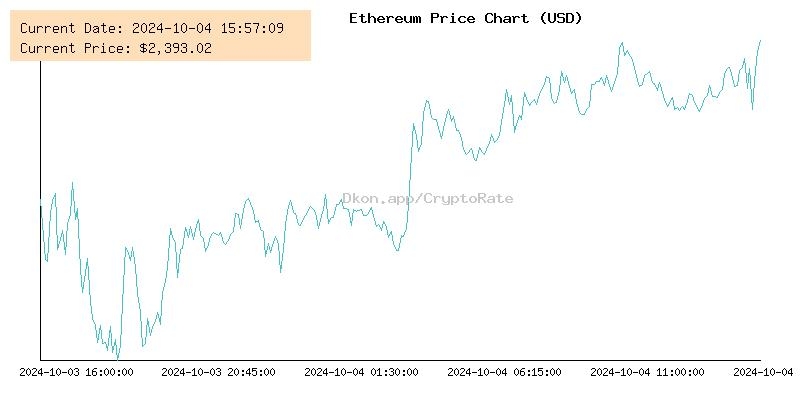 Ethereum Price Chart (USD)
Current Date: 2024-10-04 15:57:09
Current Price: $2,393.02
Dkon.app/CryptoRate
2024-10-03 16:00:00
2024-10-03 20:45:00
2024-10-04 01:30:00
2024-10-04 06:15:00
2024-10-04 11:00:00
2024-10-04